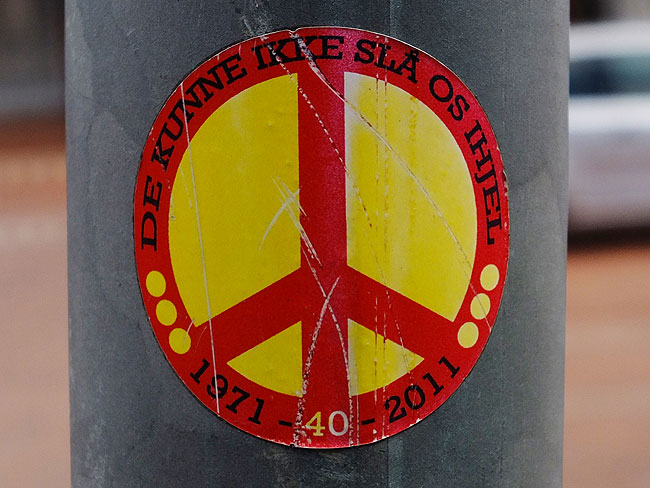 DE KUNNE IKKE SLÅ OS IHJEL
1971 - 40 - 2011